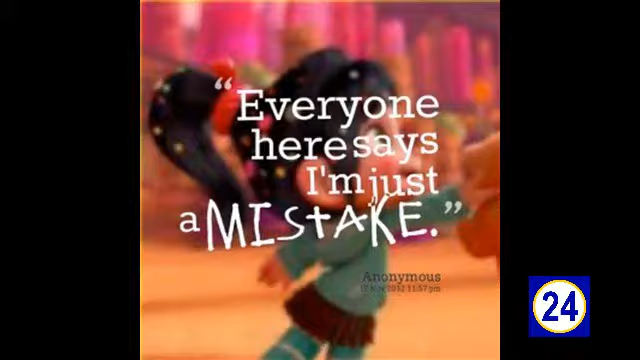 “Everyone
here says
I'm just
a MISTAKE.”
Anonymous
24